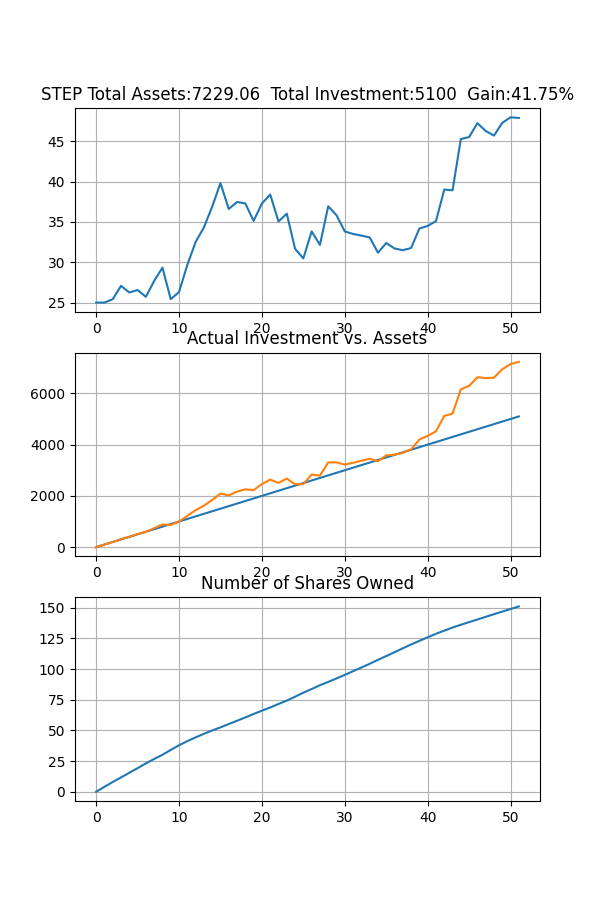 STEP Total Assets:7229.06  Total Investment:5100  Gain:41.75%
45
40
35
30
25
0 10 20 30 40 50
Actual Investment vs. Assets
6000
4000
2000
0
0 10 20 30 40 50
Number of Shares Owned
150
125
100
75
50
25
0
0 10 20 30 40 50